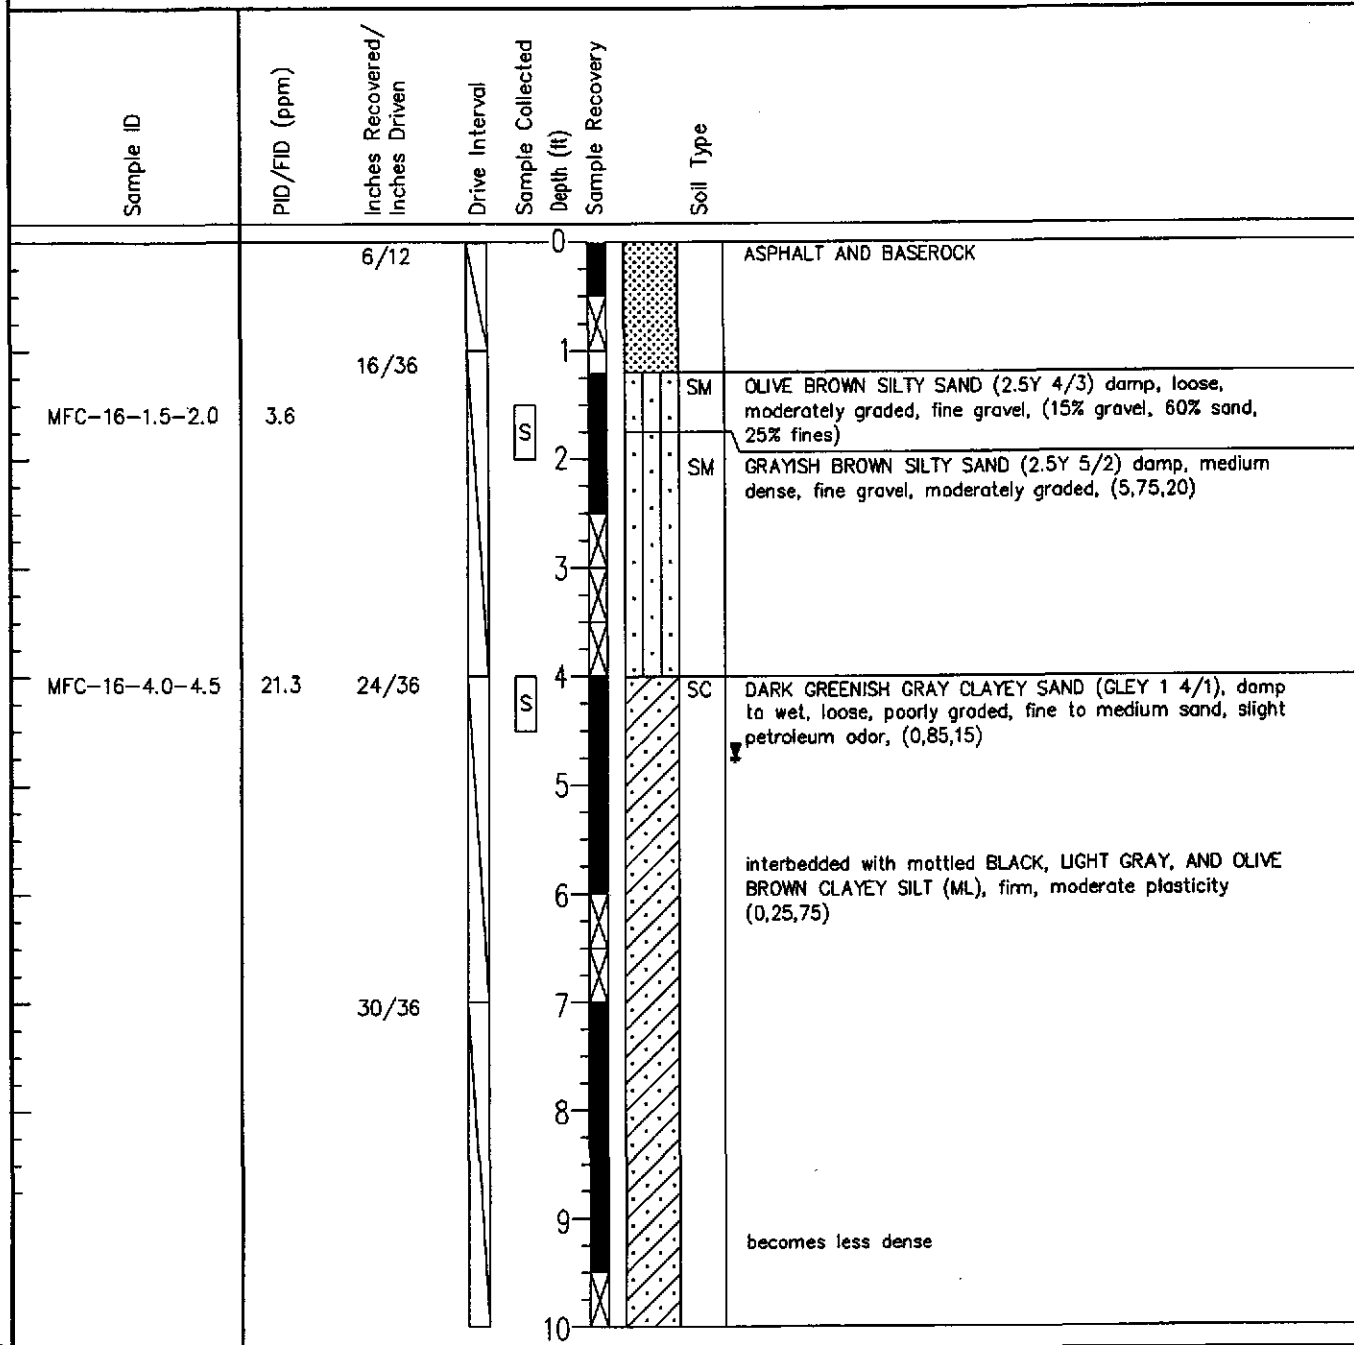 Sample ID
PID/FID (ppm)
Inches Recovered/
Inches Driven
Drive Interval
Sample Collected
Depth (ft)
Sample Recovery
Soil Type
0
6/12
ASPHALT AND BASEROCK
1
16/36
SM
OLIVE BROWN SILTY SAND (2.5Y 4/3) damp, loose,
moderately graded, fine gravel, (15% gravel, 60% sand,
25% fines)
MFC-16-1.5-2.0
3.6
S
2
SM
GRAYISH BROWN SILTY SAND (2.5Y 5/2) damp, medium
dense, fine gravel, moderately graded, (5,75,20)
3
4
MFC-16-4.0-4.5
21.3
24/36
S
SC
DARK GREENISH GRAY CLAYEY SAND (GLEY 1 4/1), damp
to wet, loose, poorly graded, fine to medium sand, slight
petroleum odor, (0,85,15)
5
interbedded with mottled BLACK, LIGHT GRAY, AND OLIVE
BROWN CLAYEY SILT (ML), firm, moderate plasticity
(0,25,75)
6
7
30/36
8
9
becomes less dense
10